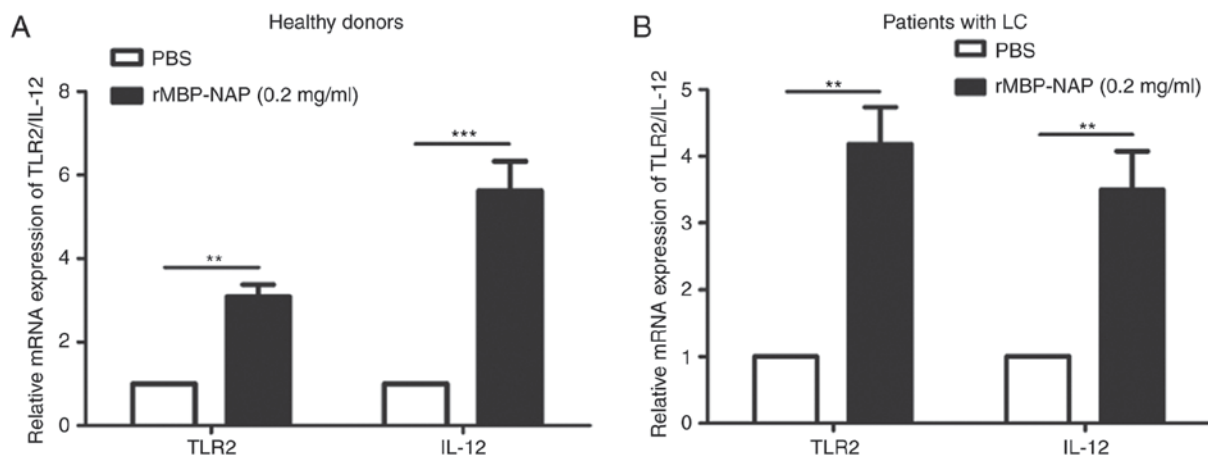 A
Healthy donors
PBS
rMBP-NAP (0.2 mg/ml)
Relative mRNA expression of TLR2/IL-12
8
6
4
2
0
**
***
TLR2
IL-12
B
Patients with LC
PBS
rMBP-NAP (0.2 mg/ml)
Relative mRNA expression of TLR2/IL-12
5
4
3
2
1
0
**
**
TLR2
IL-12